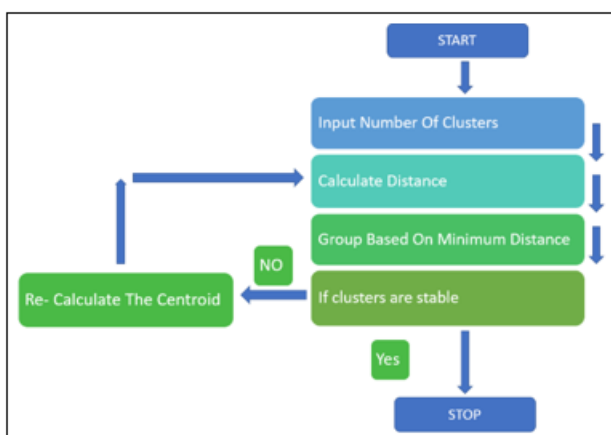 START
Input Number Of Clusters
Calculate Distance
Group Based On Minimum Distance
NO
Re- Calculate The Centroid
If clusters are stable
Yes
STOP